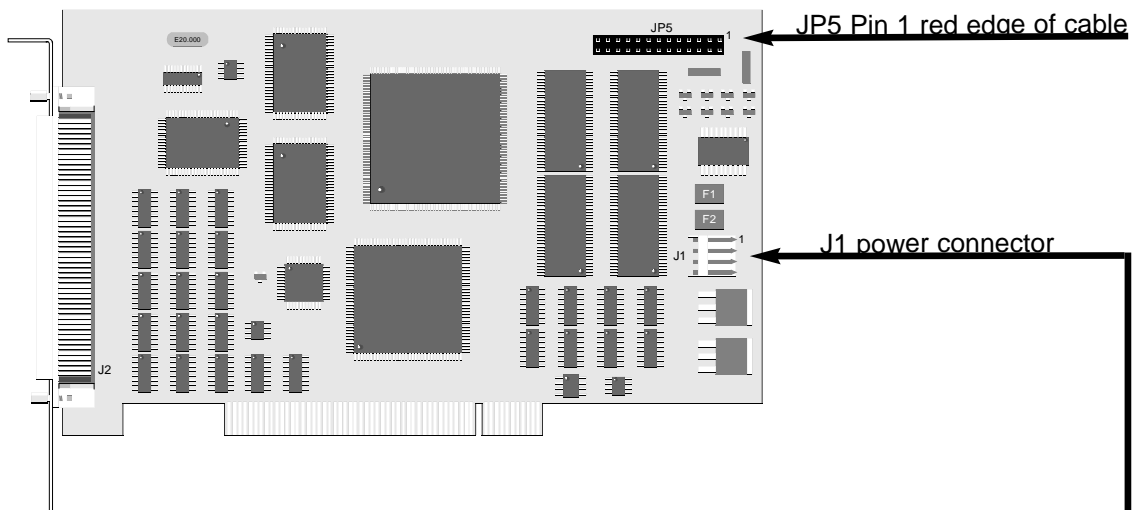 JP5 Pin 1 red edge of cable
JP5
1
E20.000
F1
F2
1
J1
J1 power connector
J2